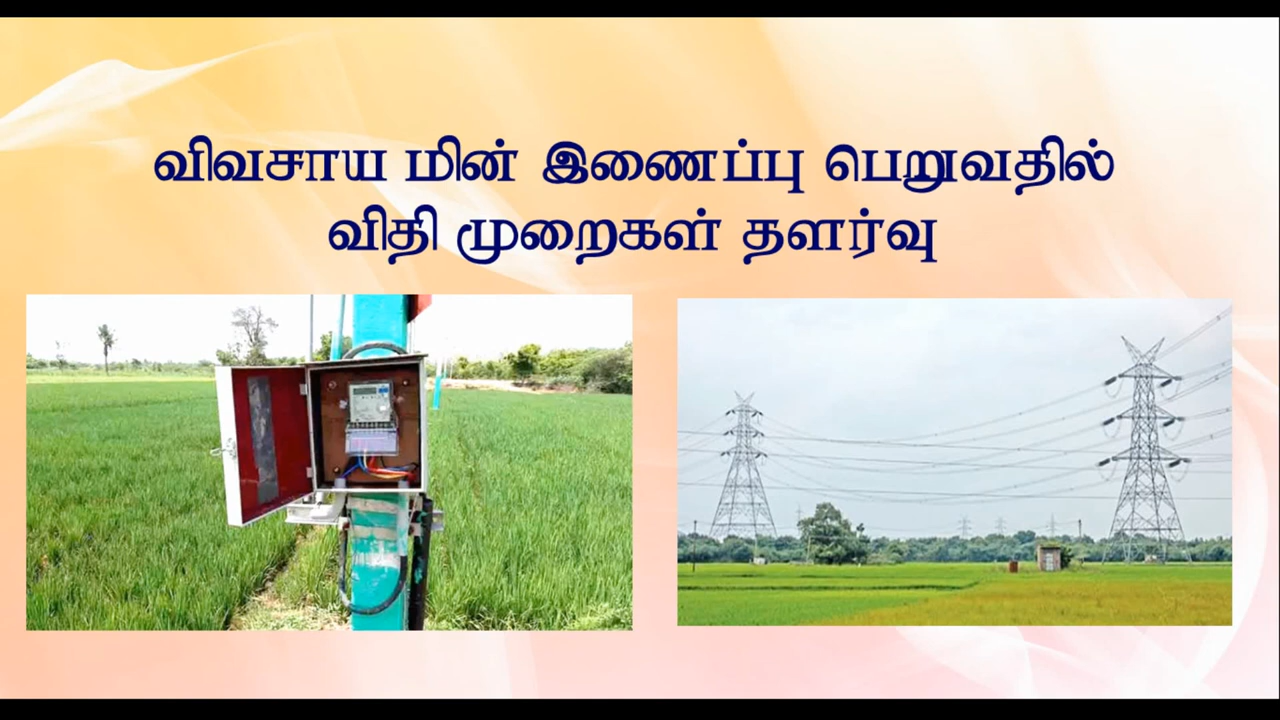 விவசாய மின் இணைப்பு பெறுவதில்
விதி முறைகள் தளர்வு